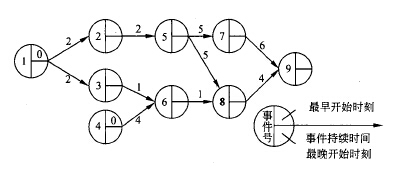 2 2 5 5 7
1 0 2 5 6
2 3 1 4 9
4 0 4 6 1 8
事件号
最早开始时刻
事件持续时间
最晚开始时刻